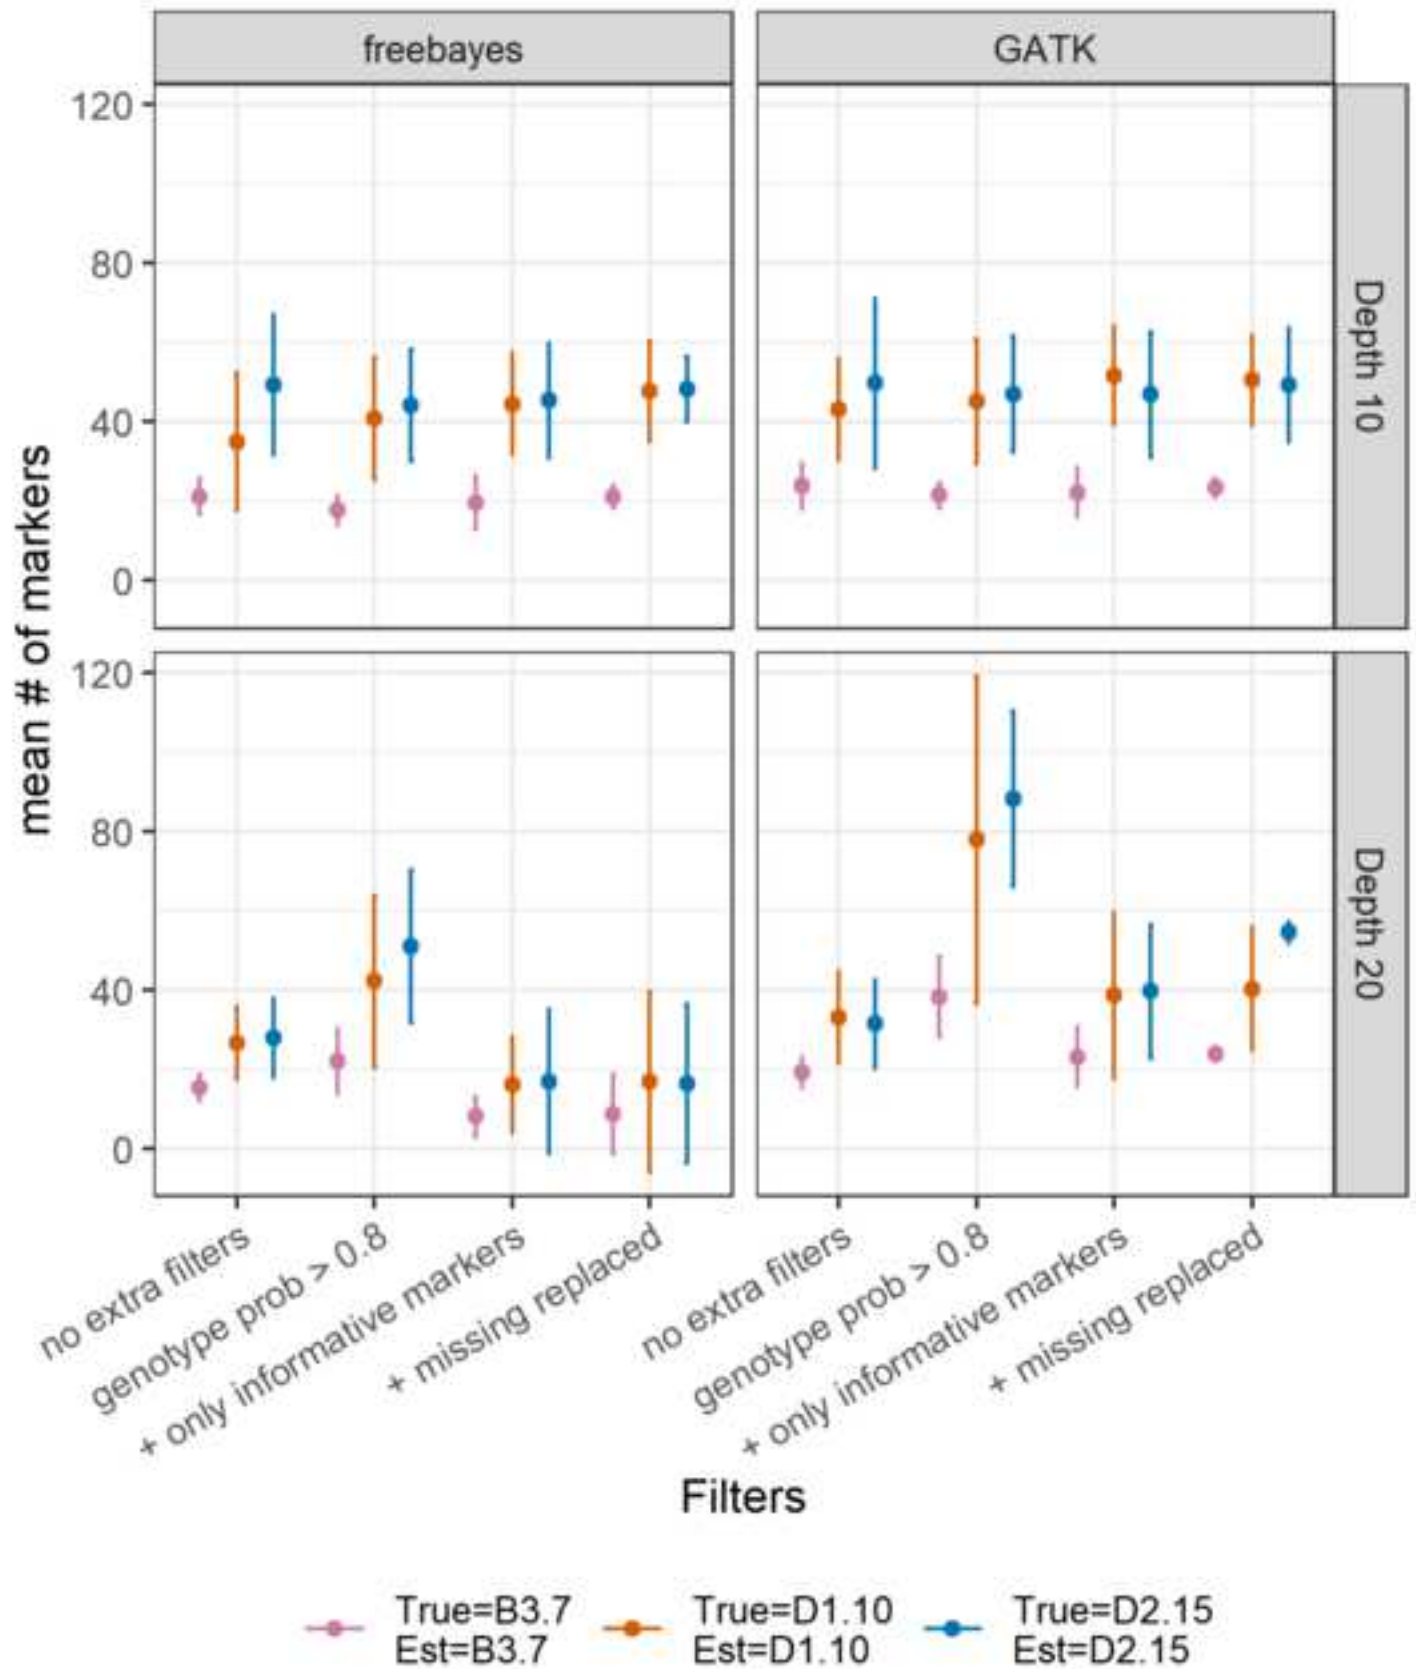 freebayes
GATK
120
80
40
0
Depth 10
mean # of markers
120
80
40
0
Depth 20
no extra filters
genotype prob > 0.8
+ only informative markers
+ missing replaced
no extra filters
genotype prob > 0.8
+ only informative markers
+ missing replaced
Filters
True=B3.7
Est=B3.7
True=D1.10
Est=D1.10
True=D2.15
Est=D2.15